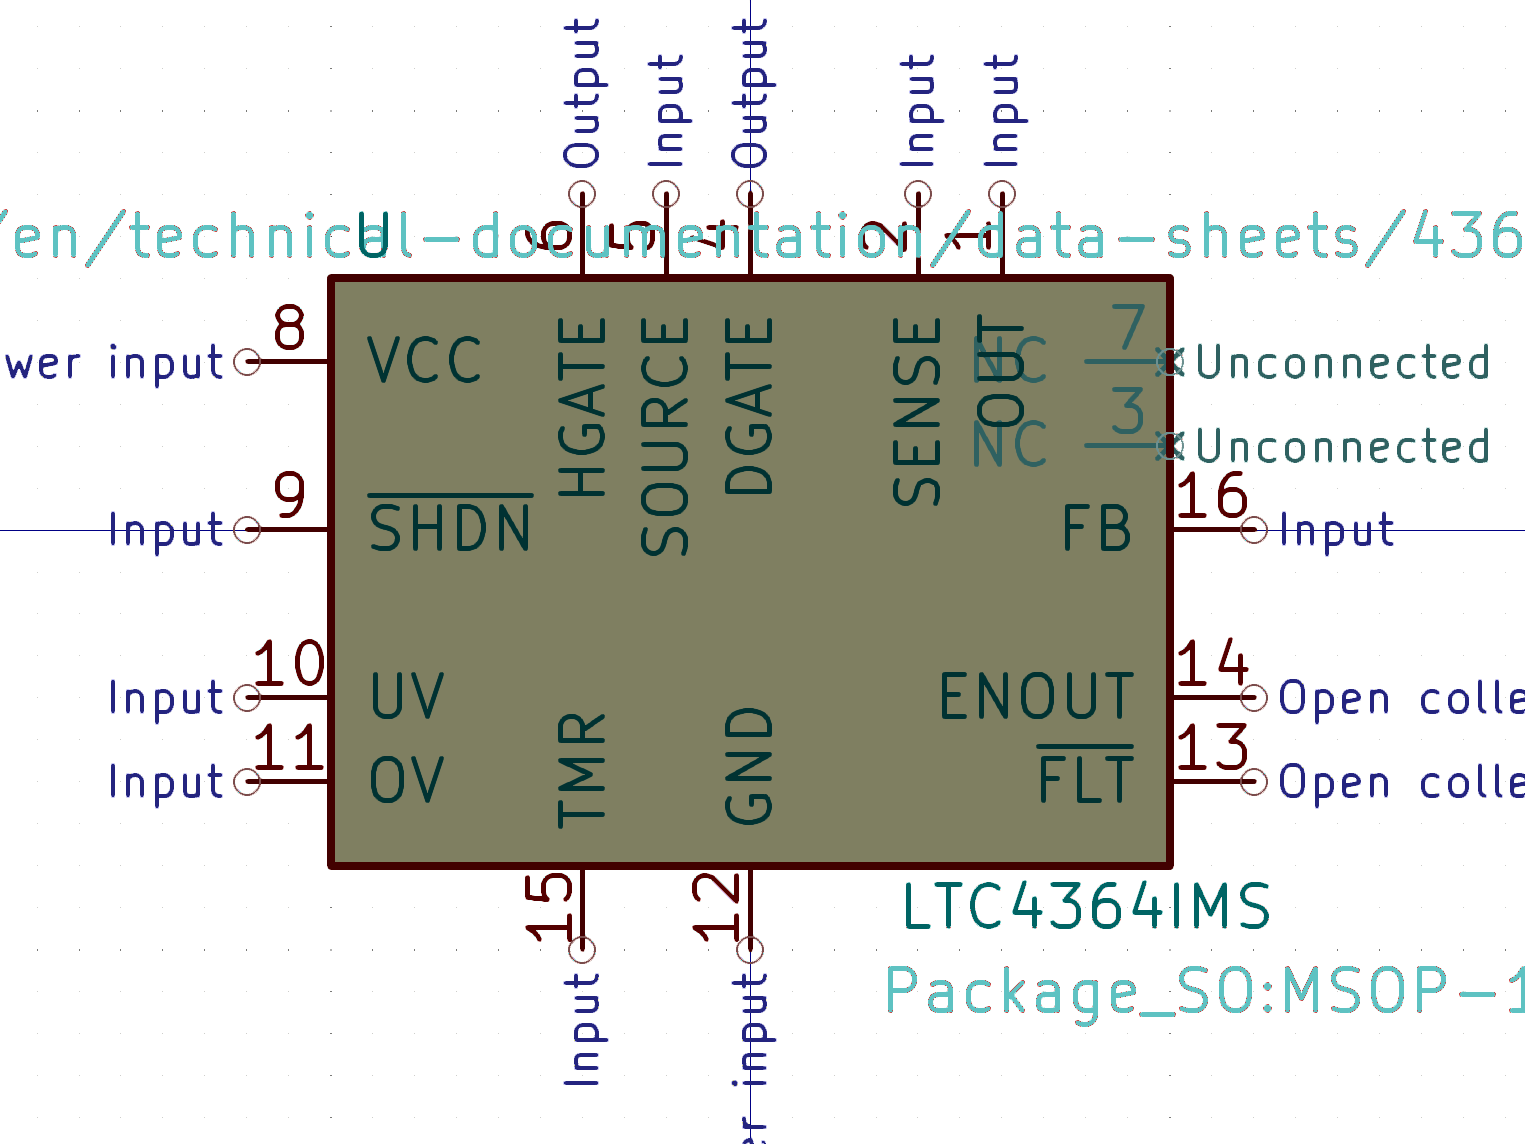 Output
Input
Output
Input
Input
/en/technical-documentation/data-sheets/436
U
6
5
4
2
1
8
wer input
VCC
HGATE
SOURCE
DGATE
SENSE
OUT
NC
7
Unconnected
NC
3
Unconnected
9
Input
SHDN
FB
16
Input
10
Input
UV
ENOUT
14
Open colle
11
Input
OV
TMR
GND
FLT
13
Open colle
15
12
LTC4364IMS
Package_SO:MSOP-1
Input
er input